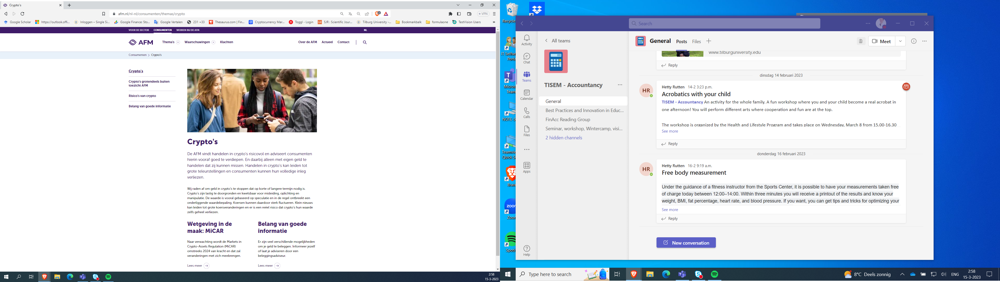 Crypto's
afm.nl/nl-nl/consumenten/themas/crypto
2
VPN
Google Scholar
https://outlook.offi...
Inloggen – Single Si...
Google Finance: Sto...
Google Vertalen
231 +33
Thesaurus.com | Fin...
Cryptocurrency Mar...
Toggl - Login
SJR : Scientific Jour...
Tilburg University -...
Bookmarkbalk
formulaone
TestVision Users
VOOR DE SECTOR
CONSUMENTEN
WERKEN BIJ DE AFM
NL
AFM
Thema's
Waarschuwingen
Klachten
Over de AFM
Actueel
Contact
Consumenten
Crypto's
Crypto's
Crypto's grotendeels buiten
toezicht AFM
Risico's van crypto
Belang van goede informatie
Crypto's
De AFM vindt handelen in crypto's risicovol en adviseert consumenten
hierin vooraf goed te verdiepen. En daarbij alleen met eigen geld te
handelen dat zij kunnen missen. Handelen in crypto's kan leiden tot
grote teleurstellingen en consumenten kunnen hun volledige inleg
verliezen.
Wij raden af om geld in crypto's te stoppen dat op korte of langere termijn nodig is.
Crypto's zijn lastig te doorgronden en kwetsbaar voor misleiding, oplichting en
manipulatie. De waarde is vooral gebaseerd op speculatie en in de regel ontbreekt een
onderliggende waardebepaling. Koersen kunnen daardoor sterk fluctueren. Klein nieuws
kan leiden tot grote koersveranderingen en er is een reëel risico dat crypto's hun waarde
zelfs geheel verliezen.
Wetgeving in de
maak: MiCAR
Naar verwachting wordt de Markets in
Crypto-Assets Regulation (MiCAR)
omstreeks 2024 van kracht en dat zal
veranderingen met zich meebrengen.
Lees meer
Belang van goede
informatie
Er zijn veel verschillende mogelijkheden
om je geld te beleggen. Informeer jezelf
of laat je adviseren door een
beleggingsadviseur.
Lees meer
2:58
15-3-2023
Recycle
IT Selfse
Porta
Micros
Team
NOTE-S
Teamvie
Quick S
Brav
zoom
Zoor
Spoti
Search
Activity
Chat
Teams
Calendar
Calls
Files
Apps
Help
All teams
TISEM - Accountancy
General
Best Practices and Innovation in Educ...
FinAcc Reading Group
Seminar, workshop, Wintercamp, visi...
2 hidden channels
General
Posts
Files
Meet
www.tilburguniversity.edu
Reply
dinsdag 14 februari 2023
HR
Hetty Rutten 14-2 3:23 p.m.
Acrobatics with your child
TISEM - Accountancy An activity for the whole family. A fun workshop where you and your child become a real acrobat in
one afternoon! You will perform different arts where cooperation and fun are at the top.
The workshop is organized by the Health and Lifestyle Program and takes place on Wednesday, March 8 from 15.00-16.30
See more
Reply
donderdag 16 februari 2023
HR
Hetty Rutten 16-2 9:19 a.m.
Free body measurement
Under the guidance of a fitness instructor from the Sports Center, it is possible to have your measurements taken free
of charge today between 12:00–14:00. Within three minutes you will receive a printout of the results and know your
weight, BMI, fat percentage, heart rate, and blood pressure. If you want, you can get tips and tricks for optimizing your
See more
Reply
New conversation
Type here to search
8°C Deels zonnig
ENG
2:58
15-3-2023